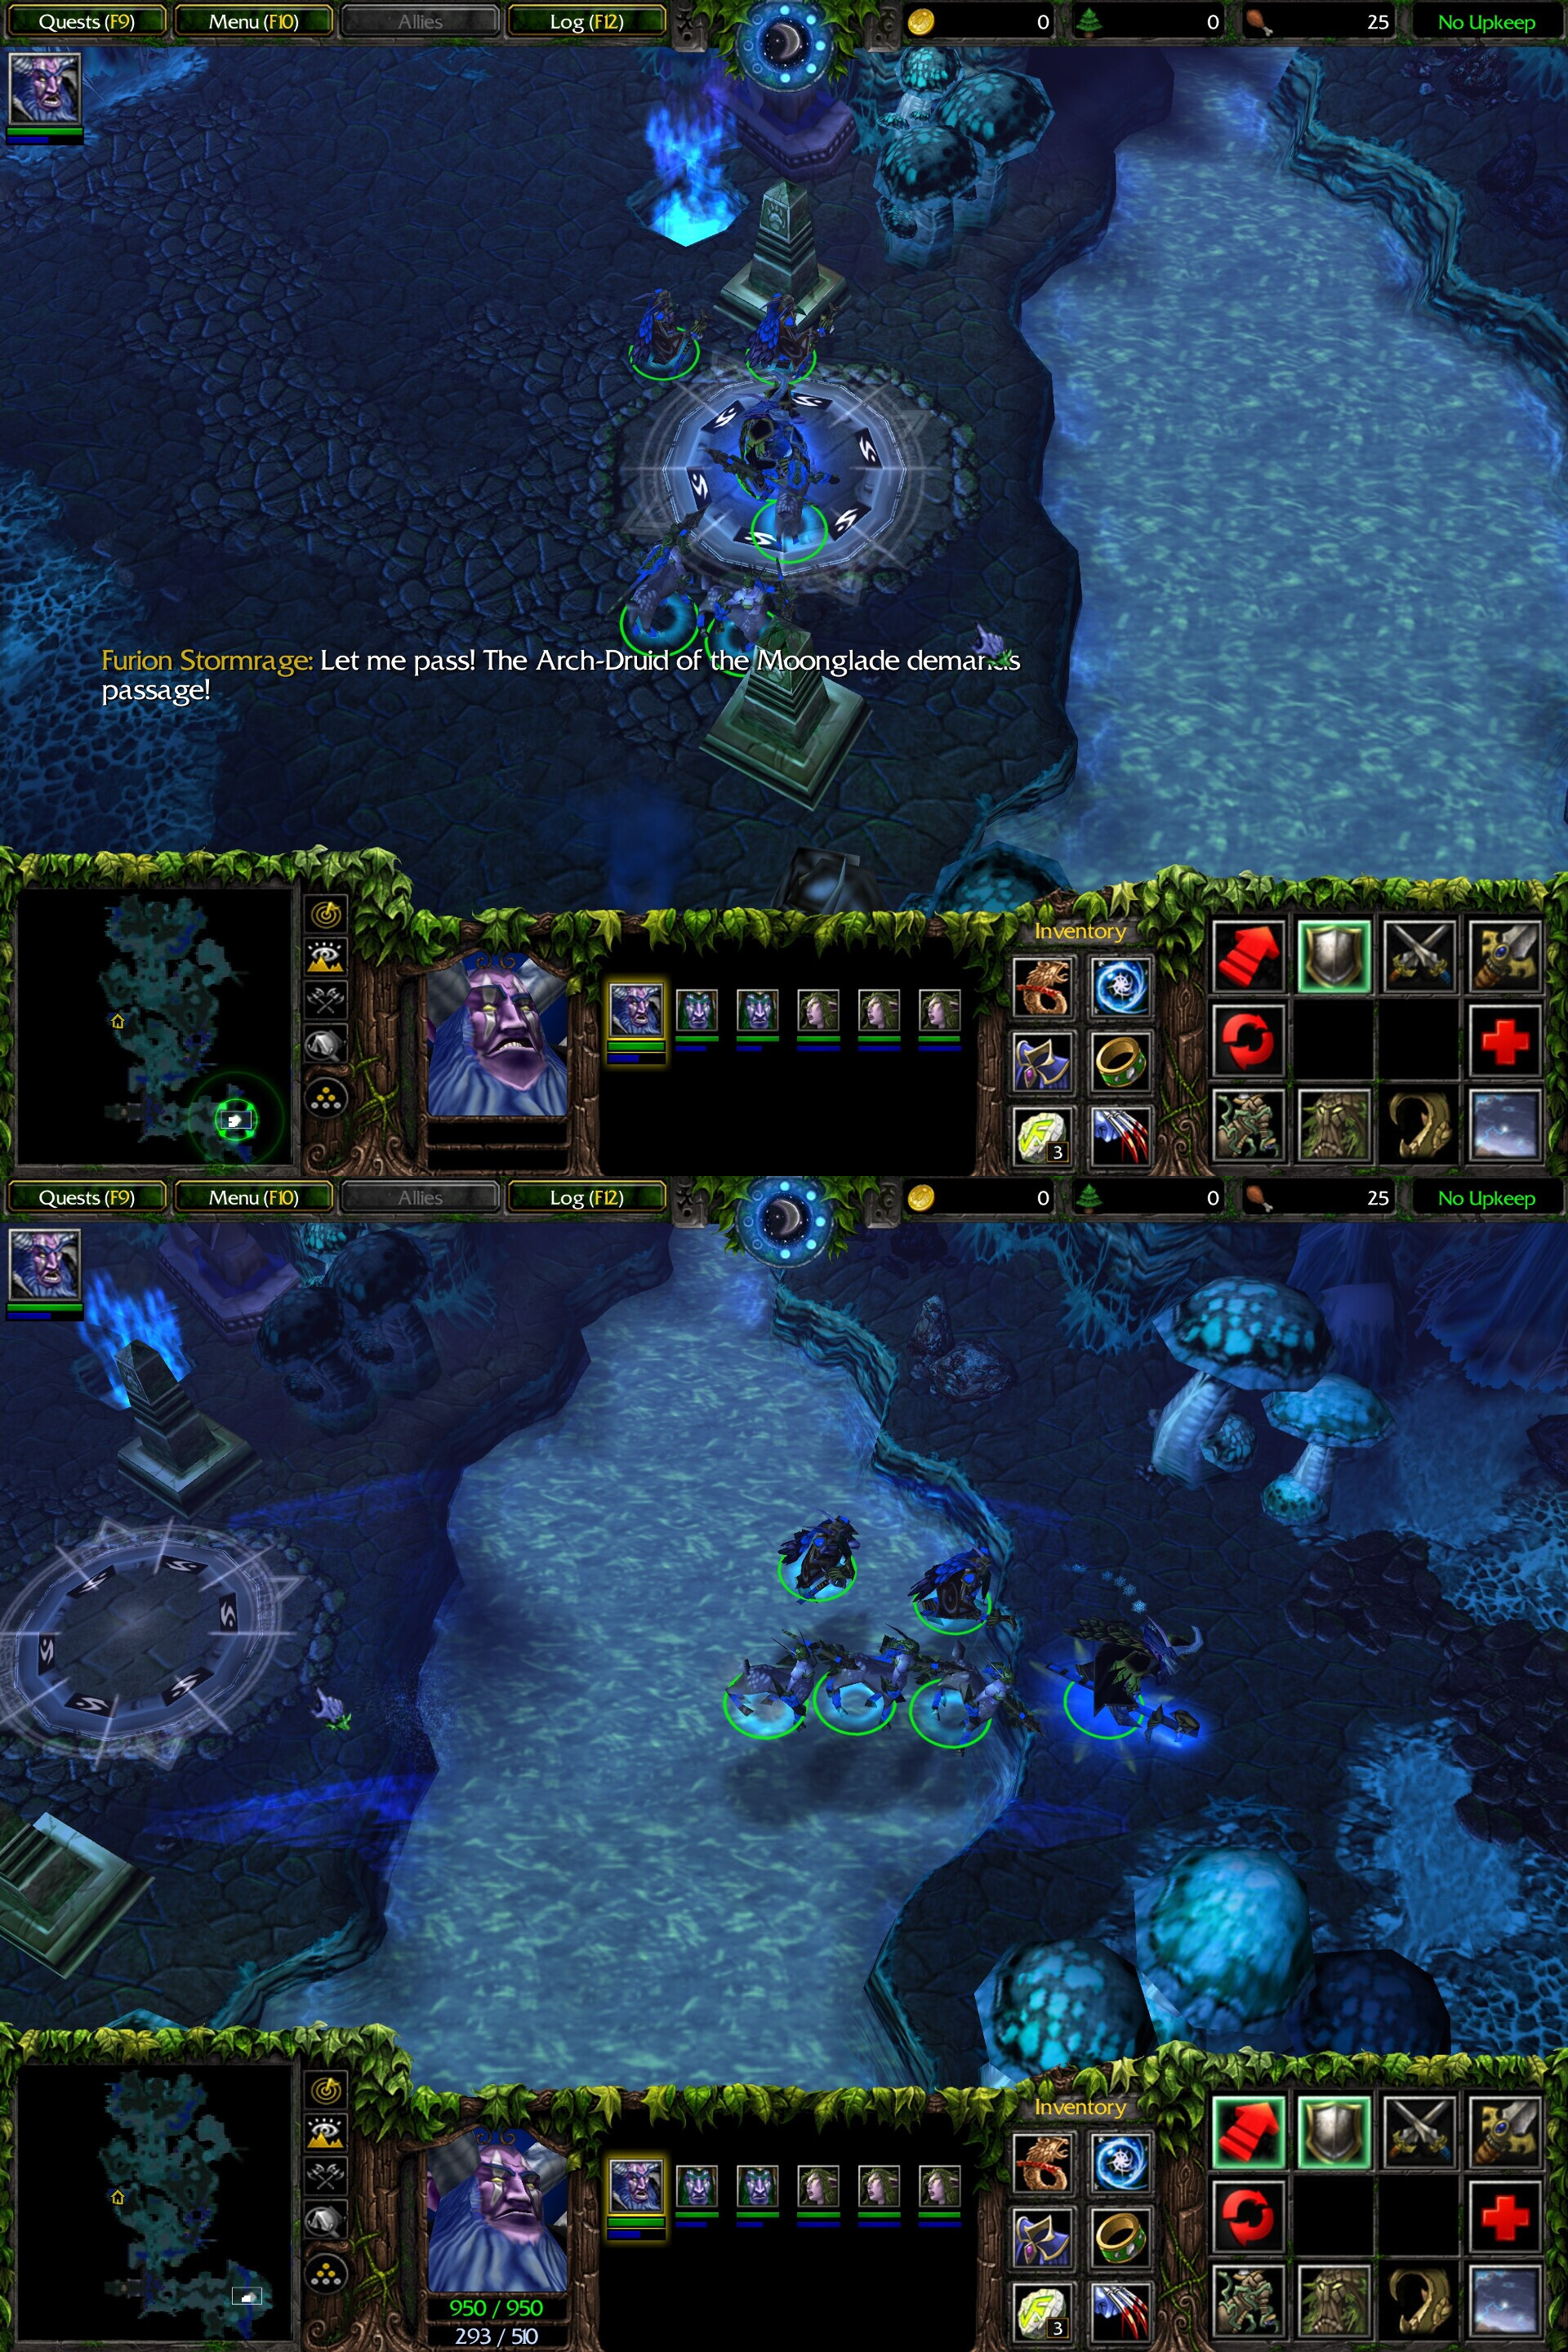 Quests (F9) Menu (F10) Allies Log (F12) 0 0 25 No Upkeep
Furion Stormrage: Let me pass! The Arch-Druid of the Moonglade demands
passage!
Inventory
3
Quests (F9) Menu (F10) Allies Log (F12) 0 0 25 No Upkeep
Inventory
950 / 950
293 / 510
3